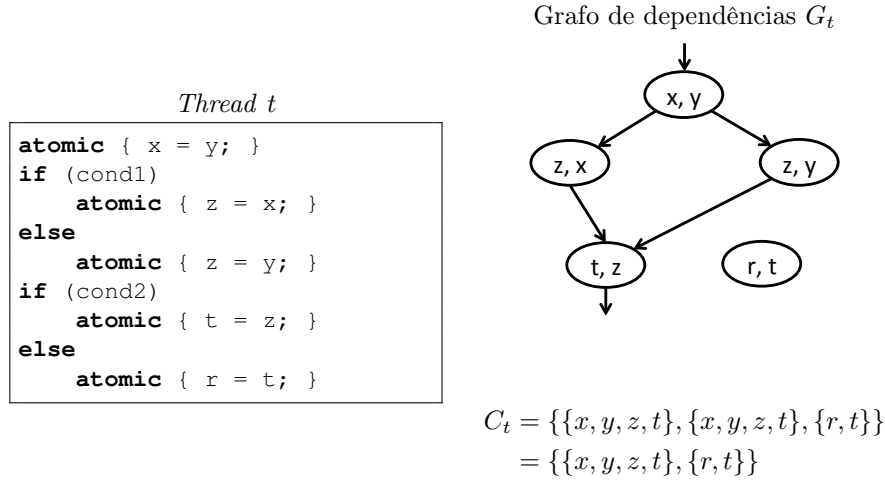 Grafo de dependências G_t
Thread t
atomic { x = y; }
if (cond1)
    atomic { z = x; }
else
    atomic { z = y; }
if (cond2)
    atomic { t = z; }
else
    atomic { r = t; }
x, y
z, x
z, y
t, z
r, t
C_t = {{x, y, z, t}, {x, y, z, t}, {r, t}}
= {{x, y, z, t}, {r, t}}